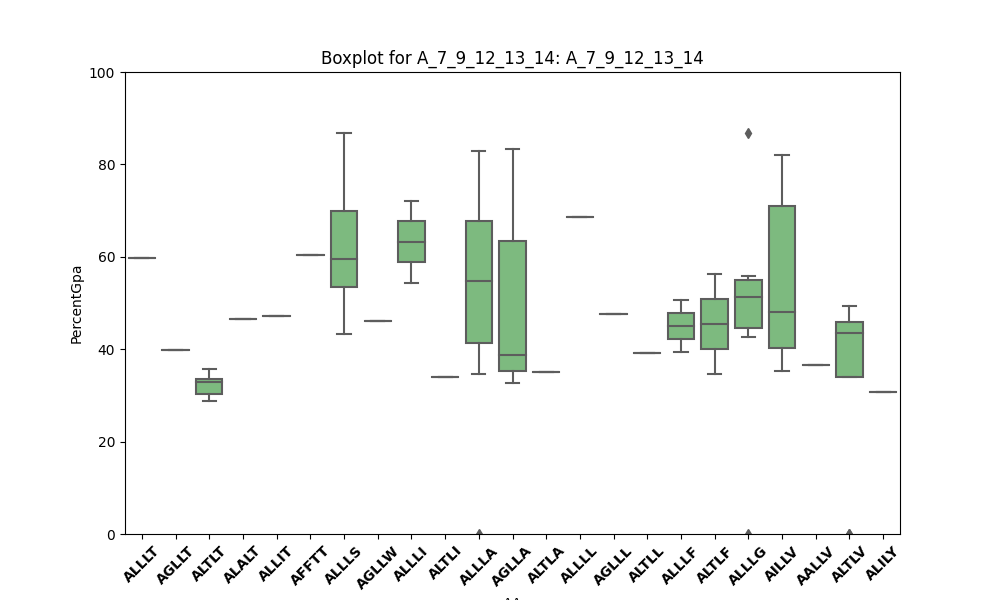 Boxplot for A_7_9_12_13_14: A_7_9_12_13_14
PercentGpa
100
80
60
40
20
0
ALLLT AGLLT ALTLT ALALT ALLIT AFFTT ALLLS AGLLW ALLLI ALTLI ALLLA AGLLA ALTLA ALLLL AGLLL ALTLL ALLLF ALTLF ALLLG AILLV AALLV ALTLV ALILY